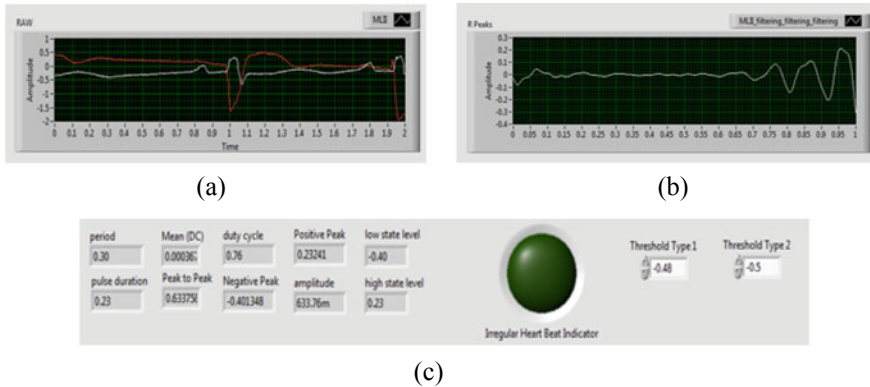 RAW
MLII
Amplitude
1
0.5
0
-0.5
-1
-1.5
-2
0 0.1 0.2 0.3 0.4 0.5 0.6 0.7 0.8 0.9 1 1.1 1.2 1.3 1.4 1.5 1.6 1.7 1.8 1.9 2
Time
(a)
R Peaks
MLII_filtering_filtering_filtering
Amplitude
0.3
0.2
0.1
0
-0.1
-0.2
-0.3
-0.4
0 0.05 0.1 0.15 0.2 0.25 0.3 0.35 0.4 0.45 0.5 0.55 0.6 0.65 0.7 0.75 0.8 0.85 0.9 0.95 1
(b)
period Mean (DC) duty cycle Positive Peak low state level
0.30 0.000367 0.76 0.23241 -0.40
pulse duration Peak to Peak Negative Peak amplitude high state level
0.23 0.633758 -0.401348 633.76m 0.23
Irregular Heart Beat Indicator
Threshold Type 1 Threshold Type 2
-0.48 -0.5
(c)